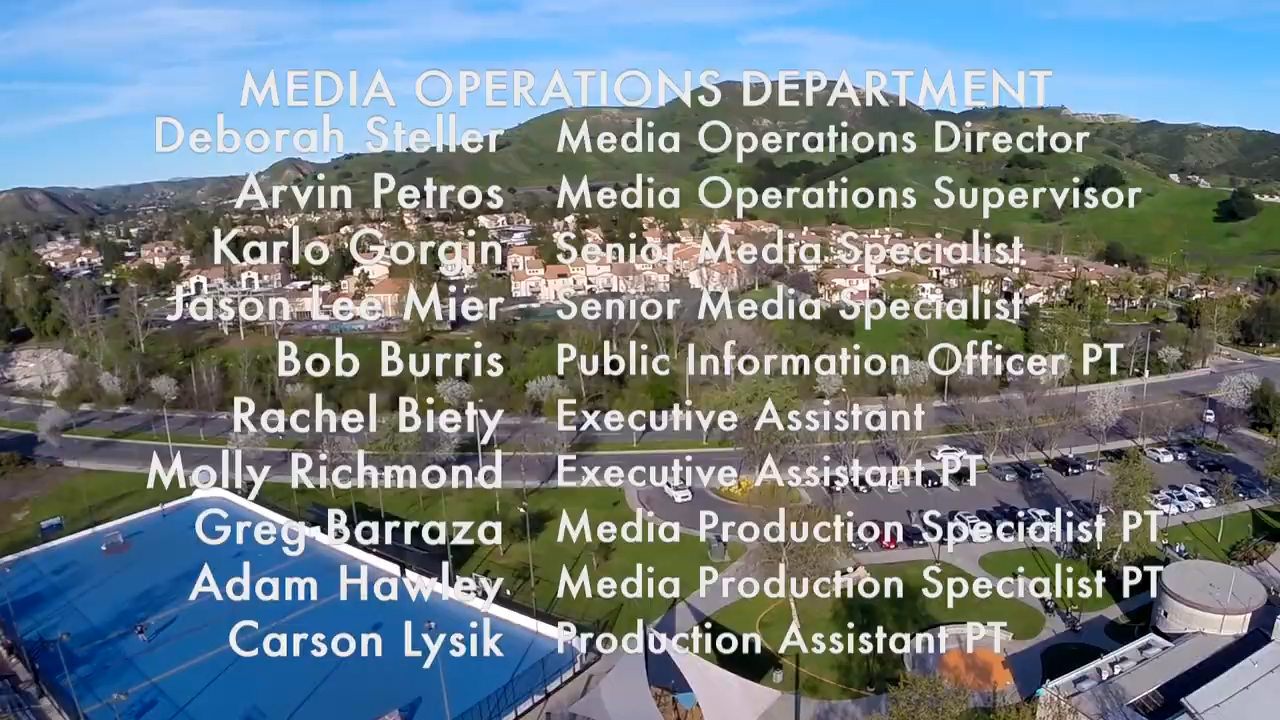 MEDIA OPERATIONS DEPARTMENT
Deborah Steller Media Operations Director
Arvin Petros Media Operations Supervisor
Karlo Gorgin Senior Media Specialist
Jason Lee Mier Senior Media Specialist
Bob Burris Public Information Officer PT
Rachel Biety Executive Assistant
Molly Richmond Executive Assistant PT
Greg Barraza Media Production Specialist PT
Adam Hawley Media Production Specialist PT
Carson Lysik Production Assistant PT